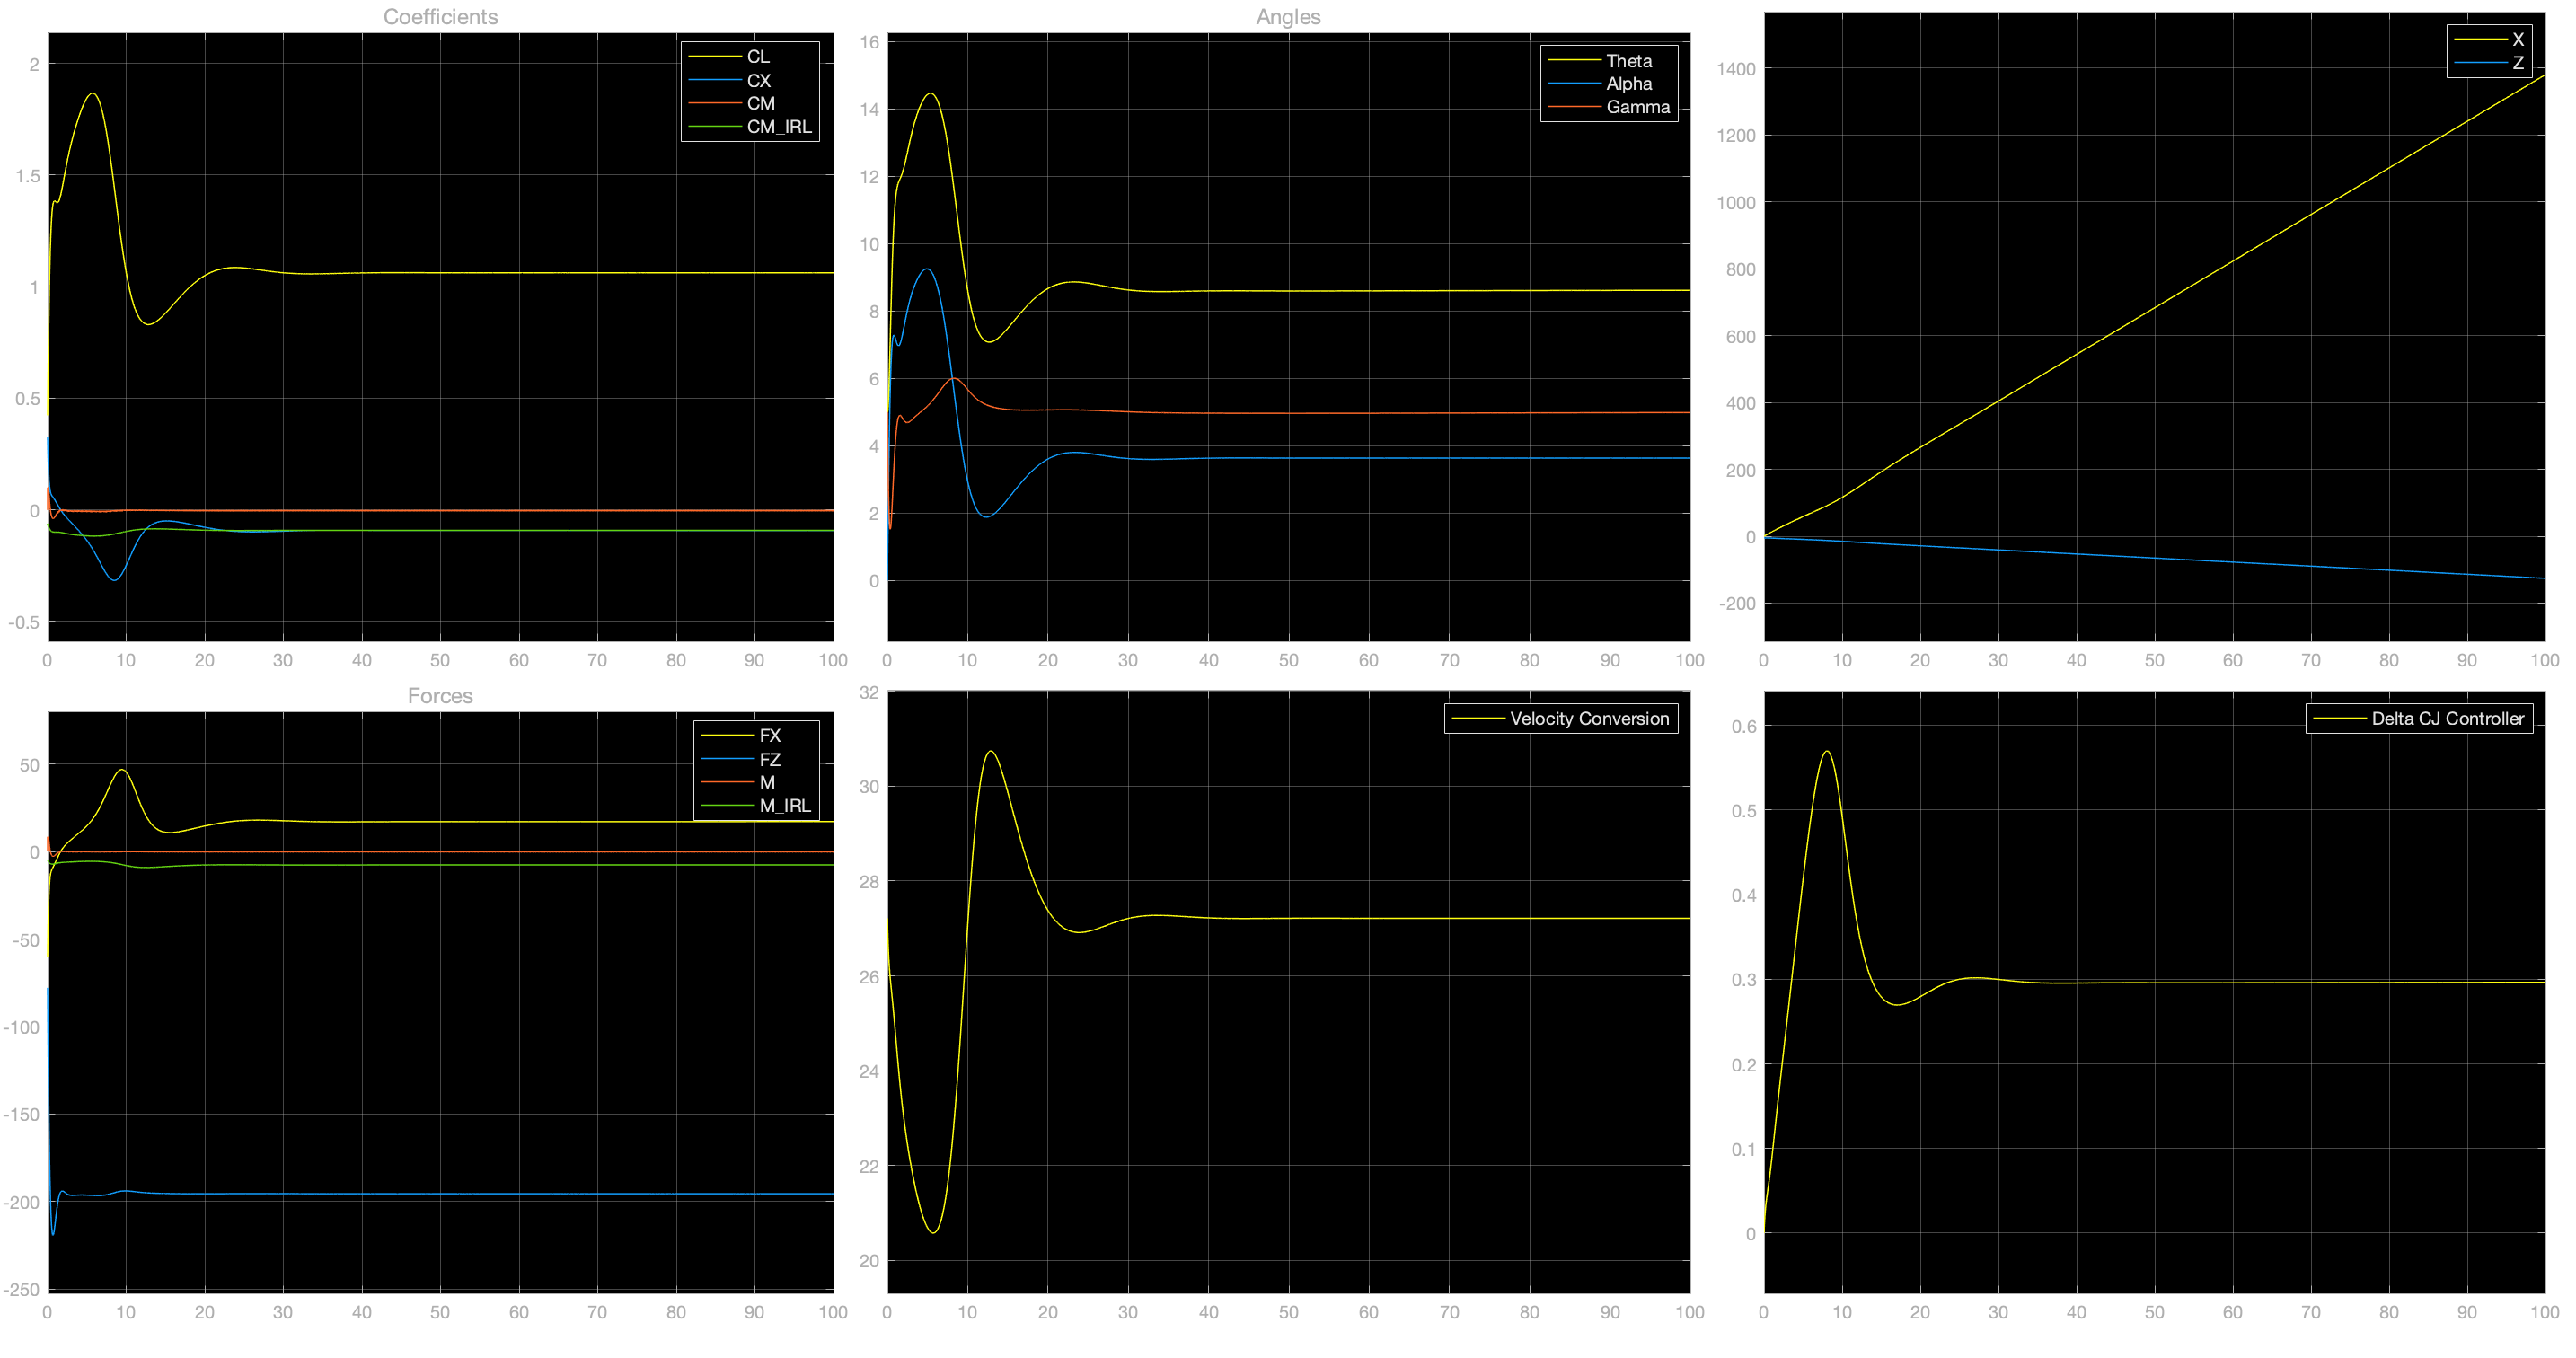 Coefficients
2
1.5
1
0.5
0
-0.5
0 10 20 30 40 50 60 70 80 90 100
CL
CX
CM
CM_IRL
Angles
16
14
12
10
8
6
4
2
0
0 10 20 30 40 50 60 70 80 90 100
Theta
Alpha
Gamma
1400
1200
1000
800
600
400
200
0
-200
0 10 20 30 40 50 60 70 80 90 100
X
Z
Forces
50
0
-50
-100
-150
-200
-250
0 10 20 30 40 50 60 70 80 90 100
FX
FZ
M
M_IRL
32
30
28
26
24
22
20
0 10 20 30 40 50 60 70 80 90 100
Velocity Conversion
0.6
0.5
0.4
0.3
0.2
0.1
0
0 10 20 30 40 50 60 70 80 90 100
Delta CJ Controller